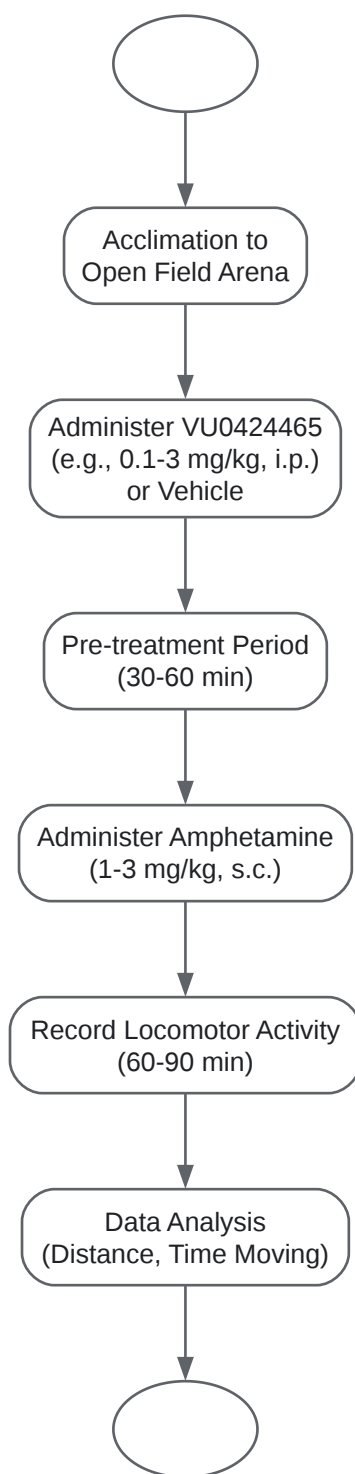 Acclimation to
Open Field Arena
Administer VU0424465
(e.g., 0.1-3 mg/kg, i.p.)
or Vehicle
Pre-treatment Period
(30-60 min)
Administer Amphetamine
(1-3 mg/kg, s.c.)
Record Locomotor Activity
(60-90 min)
Data Analysis
(Distance, Time Moving)